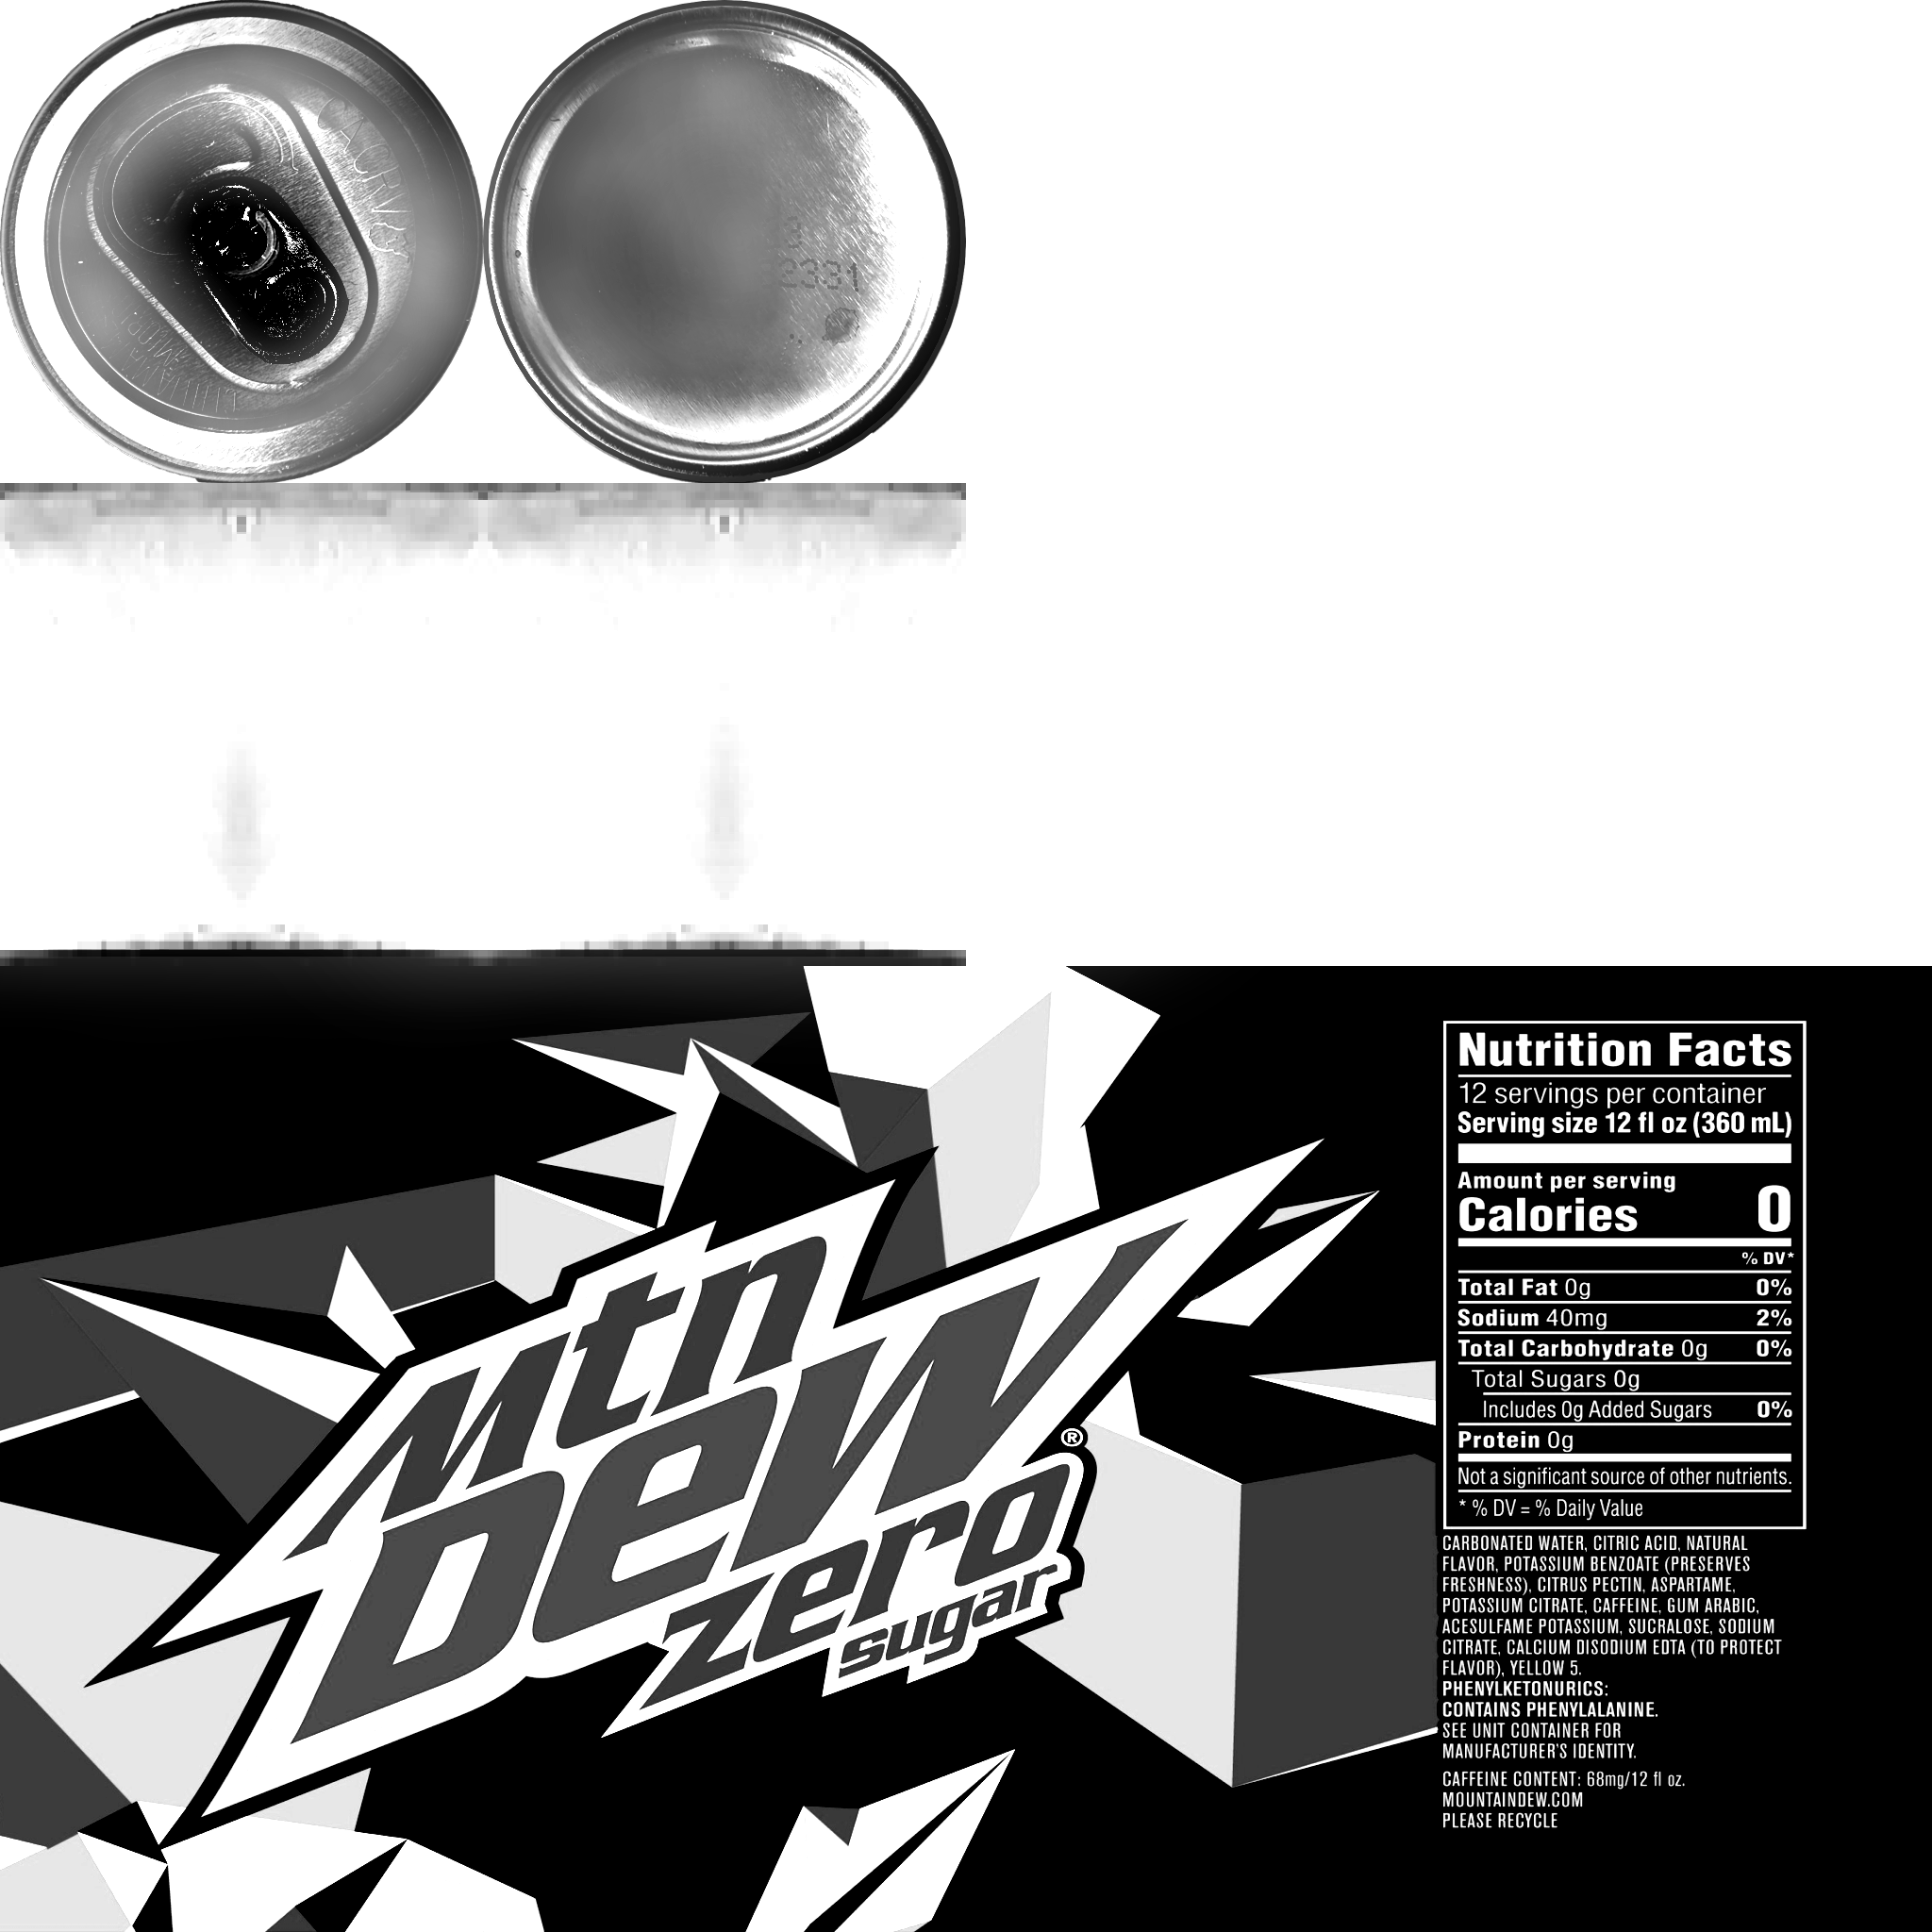 CA CRV
2331
Mtn
Dew®
zero
sugar
Nutrition Facts
12 servings per container
Serving size 12 fl oz (360 mL)
Amount per serving
Calories 0
% DV*
Total Fat 0g 0%
Sodium 40mg 2%
Total Carbohydrate 0g 0%
Total Sugars 0g
Includes 0g Added Sugars 0%
Protein 0g
Not a significant source of other nutrients.
* % DV = % Daily Value
CARBONATED WATER, CITRIC ACID, NATURAL
FLAVOR, POTASSIUM BENZOATE (PRESERVES
FRESHNESS), CITRUS PECTIN, ASPARTAME,
POTASSIUM CITRATE, CAFFEINE, GUM ARABIC,
ACESULFAME POTASSIUM, SUCRALOSE, SODIUM
CITRATE, CALCIUM DISODIUM EDTA (TO PROTECT
FLAVOR), YELLOW 5.
PHENYLKETONURICS:
CONTAINS PHENYLALANINE.
SEE UNIT CONTAINER FOR
MANUFACTURER'S IDENTITY.
CAFFEINE CONTENT: 68mg/12 fl oz.
MOUNTAINDEW.COM
PLEASE RECYCLE